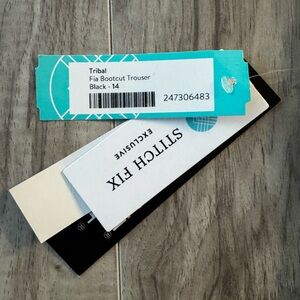 Tribal
Fia Bootcut Trouser
Black - 14
247306483
STITCH FIX
EXCLUSIVE
®
®